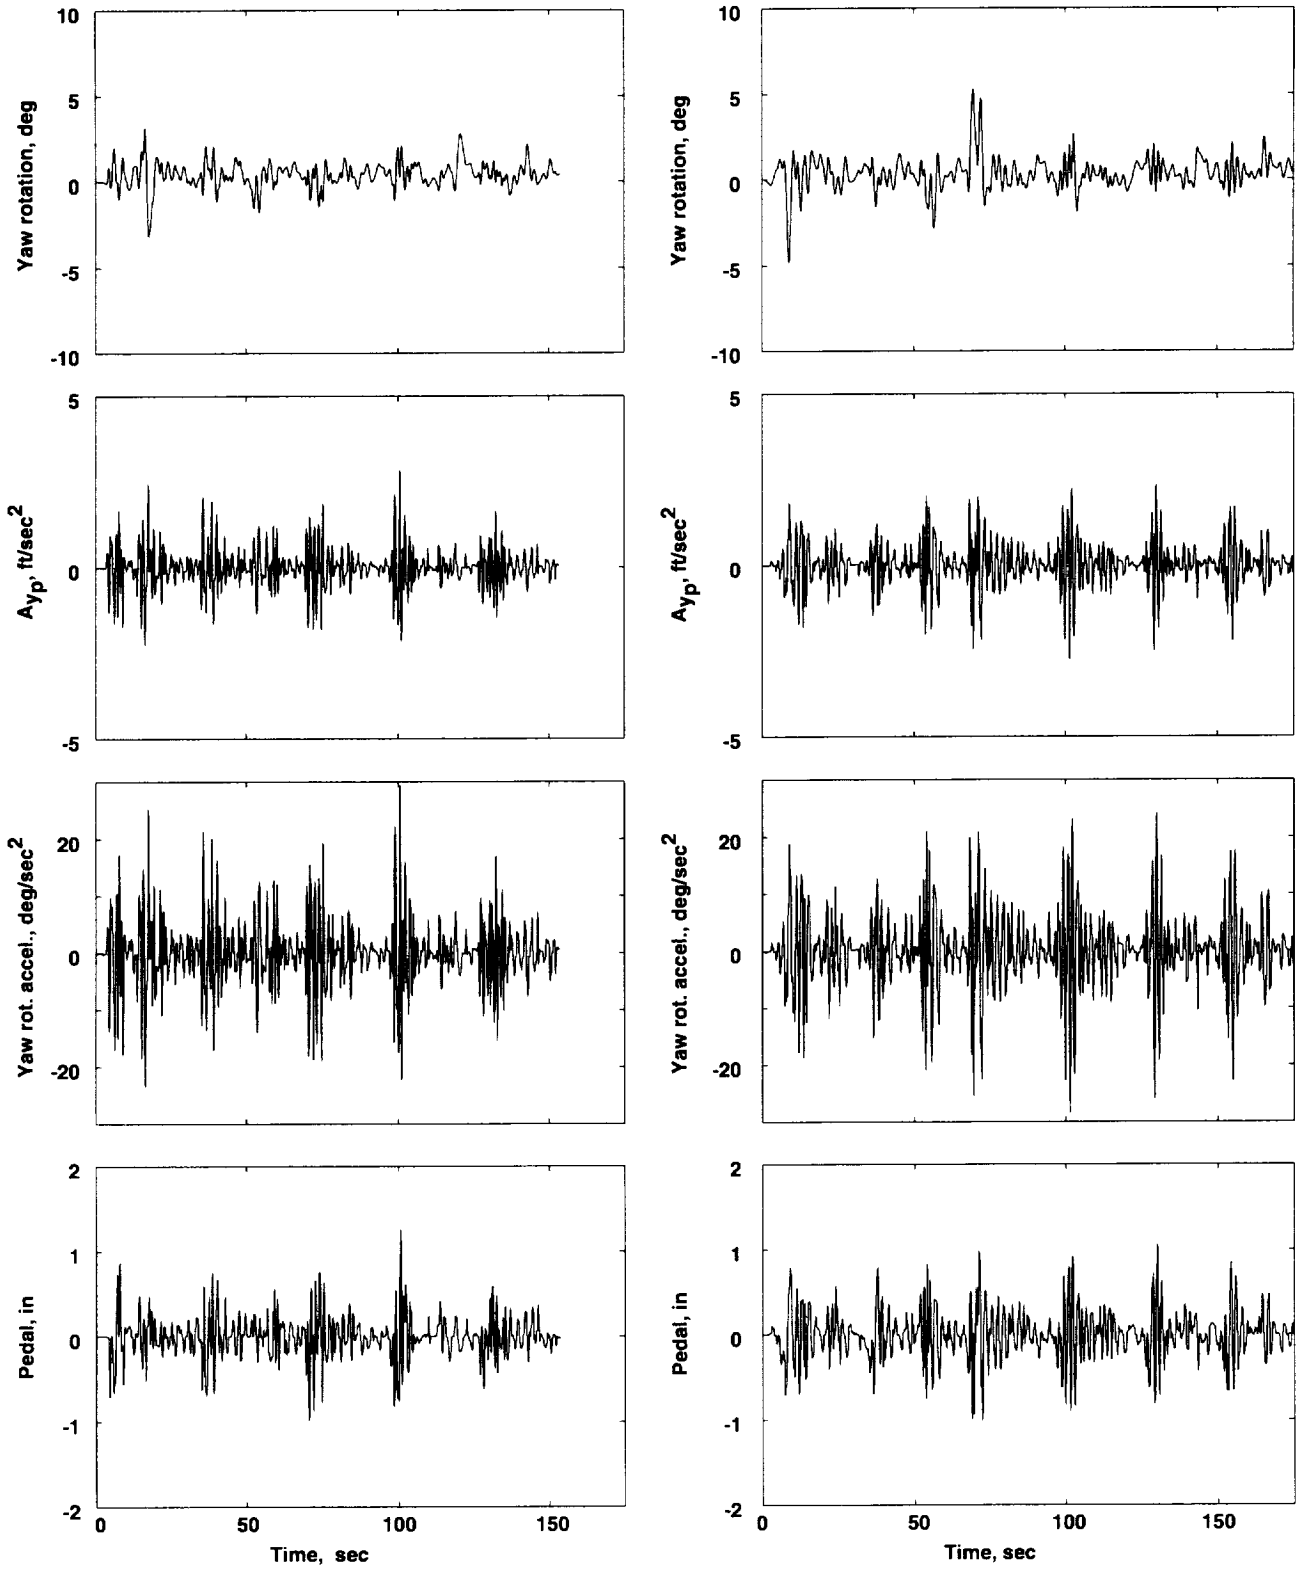 10
5
0
-5
-10
Yaw rotation, deg
10
5
0
-5
-10
Yaw rotation, deg
5
0
-5
Ayp, ft/sec2
5
0
-5
Ayp, ft/sec2
20
0
-20
Yaw rot. accel., deg/sec2
20
0
-20
Yaw rot. accel., deg/sec2
2
1
0
-1
-2
Pedal, in
0 50 100 150
Time, sec
2
1
0
-1
-2
Pedal, in
0 50 100 150
Time, sec